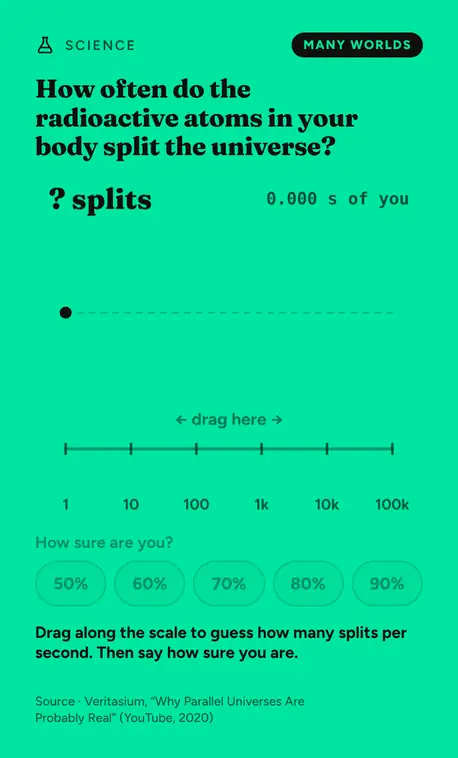 SCIENCE
MANY WORLDS
How often do the
radioactive atoms in your
body split the universe?
? splits
0.000 s of you
← drag here →
1 10 100 1k 10k 100k
How sure are you?
50% 60% 70% 80% 90%
Drag along the scale to guess how many splits per
second. Then say how sure you are.
Source · Veritasium, “Why Parallel Universes Are
Probably Real” (YouTube, 2020)